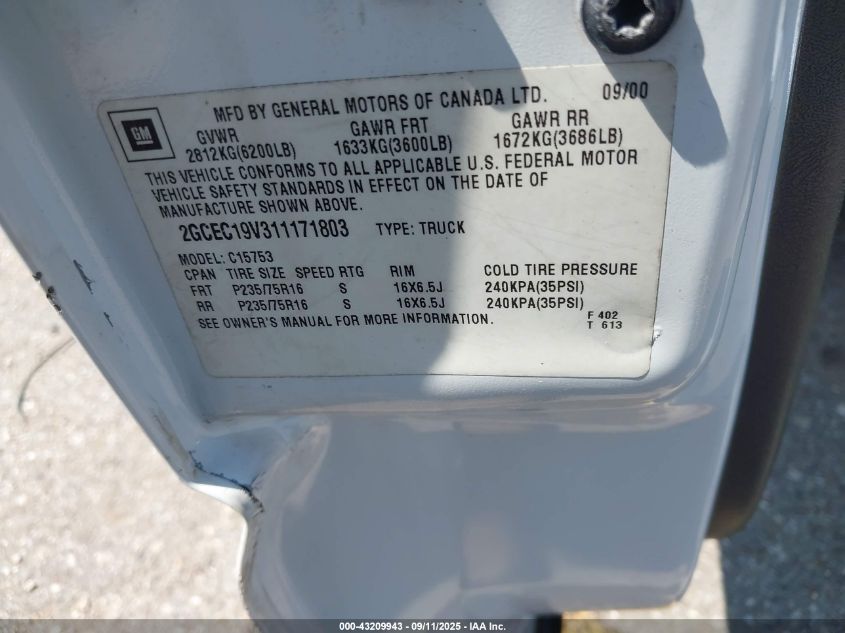 MFD BY GENERAL MOTORS OF CANADA LTD. 09/00
GM
GVWR GAWR FRT GAWR RR
2812KG(6200LB) 1633KG(3600LB) 1672KG(3686LB)
THIS VEHICLE CONFORMS TO ALL APPLICABLE U.S. FEDERAL MOTOR
VEHICLE SAFETY STANDARDS IN EFFECT ON THE DATE OF
MANUFACTURE SHOWN ABOVE.
2GCEC19V311171803 TYPE: TRUCK
MODEL: C15753
CPAN TIRE SIZE SPEED RTG RIM COLD TIRE PRESSURE
FRT P235/75R16 S 16X6.5J 240KPA(35PSI)
RR P235/75R16 S 16X6.5J 240KPA(35PSI)
SEE OWNER'S MANUAL FOR MORE INFORMATION.
F 402
T 613
000-43209943 - 09/11/2025 - IAA Inc.